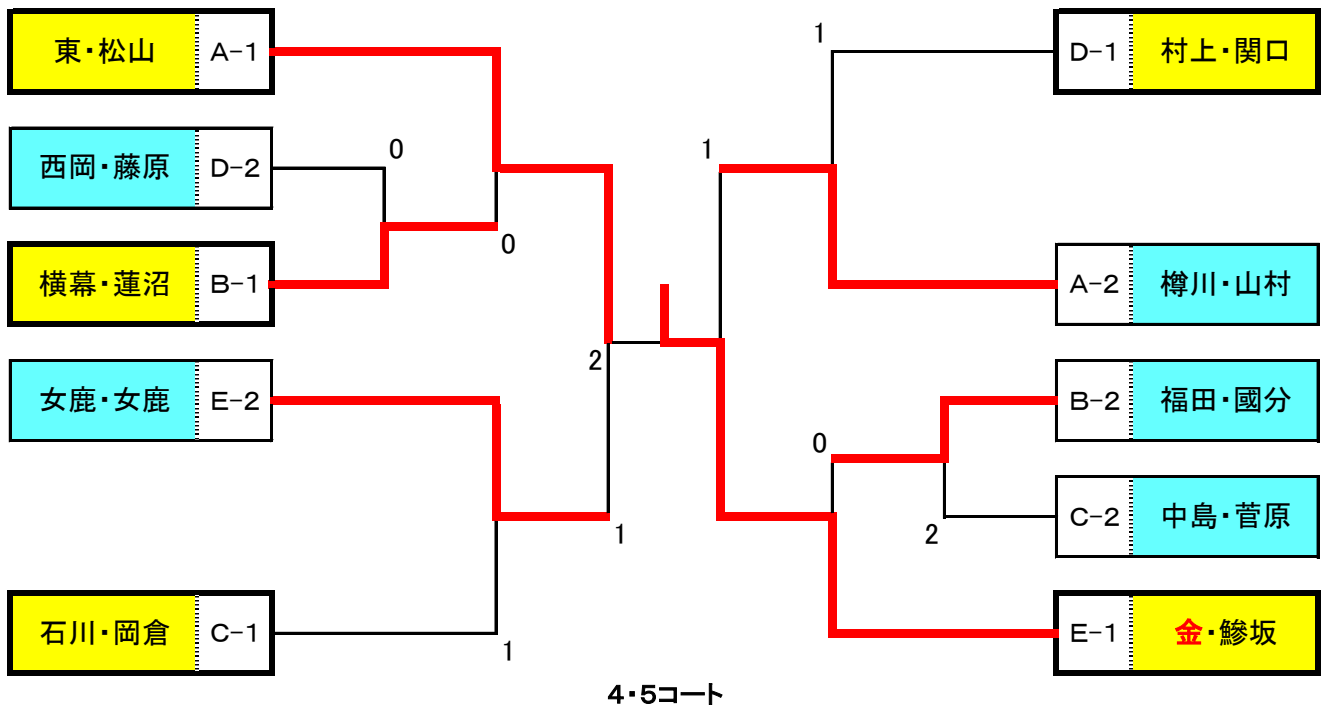 東・松山 A-1
0
西岡・藤原 D-2
0
横幕・蓮沼 B-1
2
女鹿・女鹿 E-2
1
石川・岡倉 C-1
1
1
D-1 村上・関口
1
A-2 樽川・山村
B-2 福田・國分
0
C-2 中島・菅原
2
E-1 金・鰺坂
4・5コート